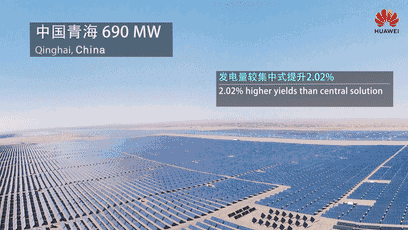 中国青海 690 MW
Qinghai, China
HUAWEI
发电量较集中式提升2.02%
2.02% higher yields than central solution